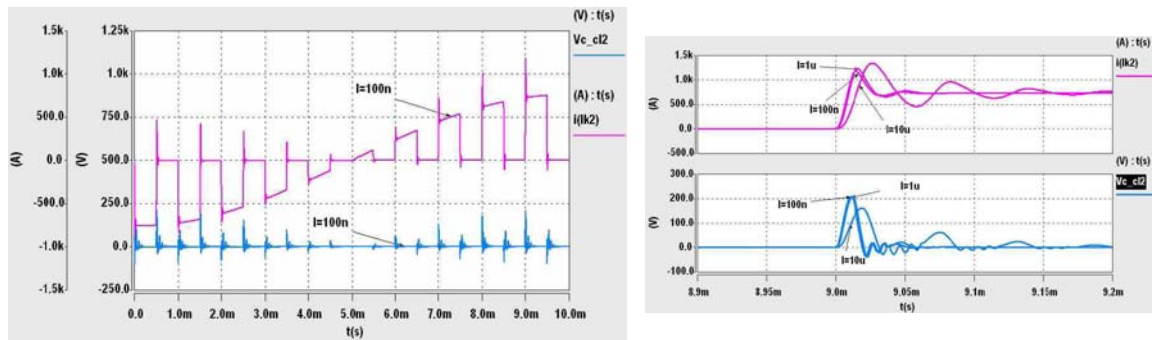 (V) : t(s)
Vc_cl2
(A) : t(s)
i(lk2)
(A)
1.5k
1.0k
500.0
0.0
-500.0
-1.0k
-1.5k
(V)
1.25k
1.0k
750.0
500.0
250.0
0.0
-250.0
l=100n
l=100n
0.0 1.0m 2.0m 3.0m 4.0m 5.0m 6.0m 7.0m 8.0m 9.0m 10.0m
t(s)
(A) : t(s)
i(lk2)
(A)
1.5k
1.0k
500.0
0.0
-500.0
l=1u
l=100n
l=10u
(V) : t(s)
Vc_cl2
(V)
300.0
200.0
100.0
0.0
-100.0
l=1u
l=100n
l=10u
8.9m 8.95m 9.0m 9.05m 9.1m 9.15m 9.2m
t(s)